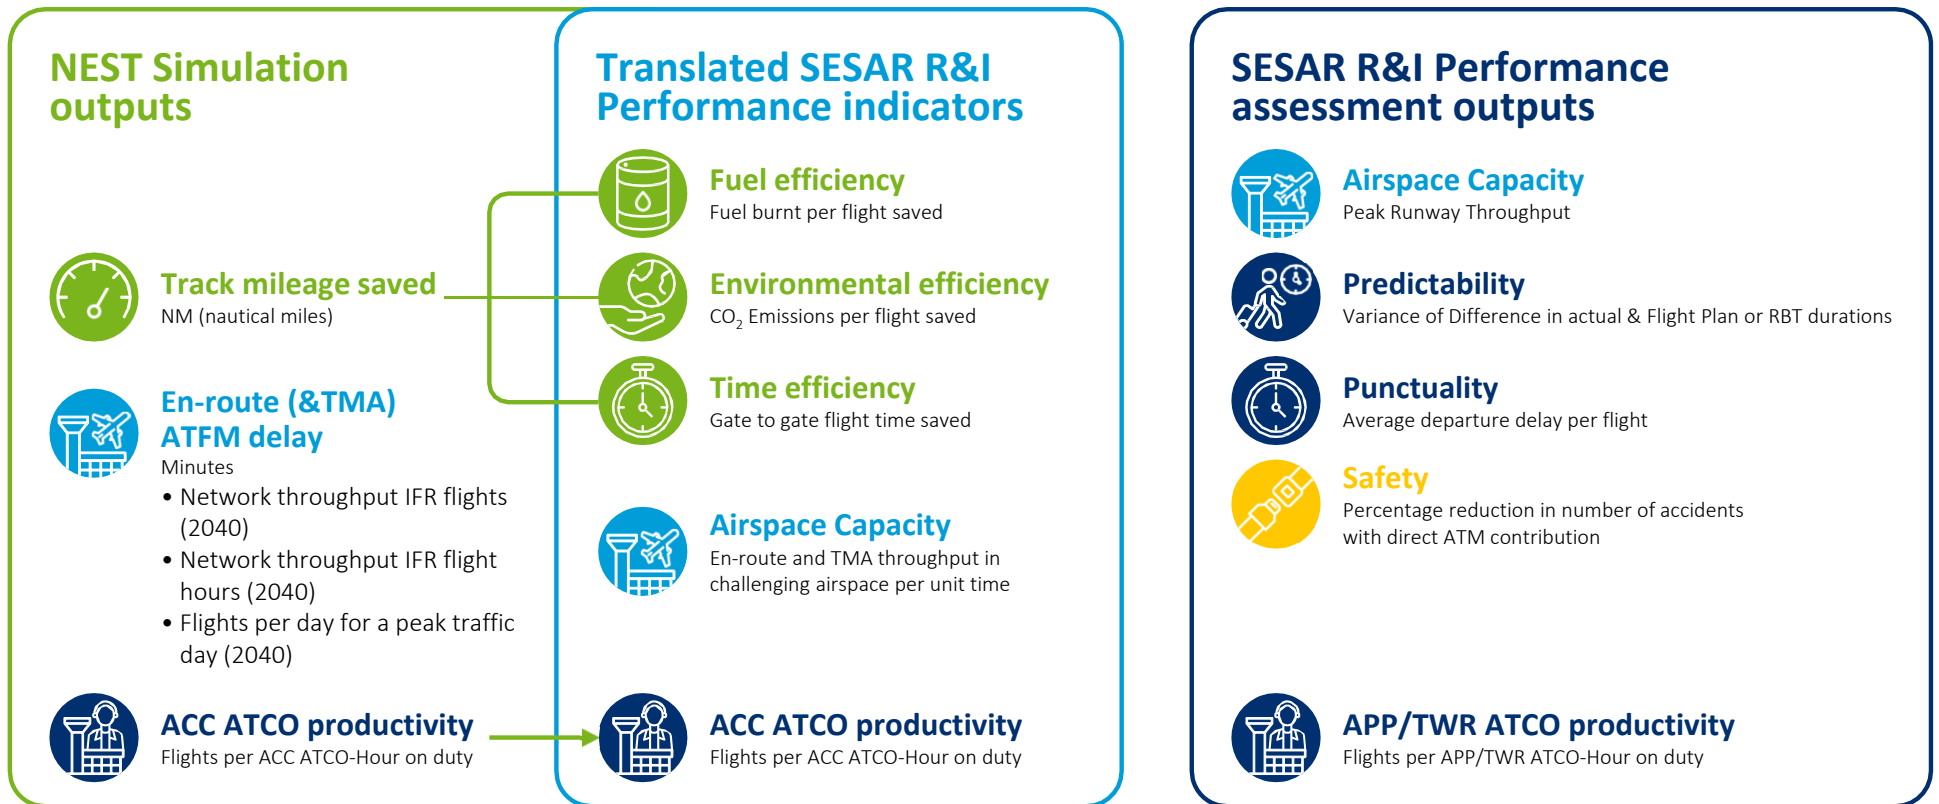 NEST Simulation
outputs
Track mileage saved
NM (nautical miles)
En-route (&TMA)
ATFM delay
Minutes
• Network throughput IFR flights
(2040)
• Network throughput IFR flight
hours (2040)
• Flights per day for a peak traffic
day (2040)
ACC ATCO productivity
Flights per ACC ATCO-Hour on duty
Translated SESAR R&I
Performance indicators
Fuel efficiency
Fuel burnt per flight saved
Environmental efficiency
CO₂ Emissions per flight saved
Time efficiency
Gate to gate flight time saved
Airspace Capacity
En-route and TMA throughput in
challenging airspace per unit time
ACC ATCO productivity
Flights per ACC ATCO-Hour on duty
SESAR R&I Performance
assessment outputs
Airspace Capacity
Peak Runway Throughput
Predictability
Variance of Difference in actual & Flight Plan or RBT durations
Punctuality
Average departure delay per flight
Safety
Percentage reduction in number of accidents
with direct ATM contribution
APP/TWR ATCO productivity
Flights per APP/TWR ATCO-Hour on duty